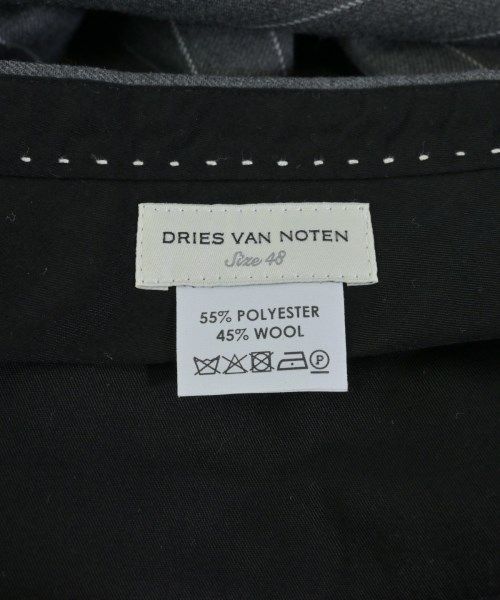 DRIES VAN NOTEN
Size 48
55% POLYESTER
45% WOOL
P